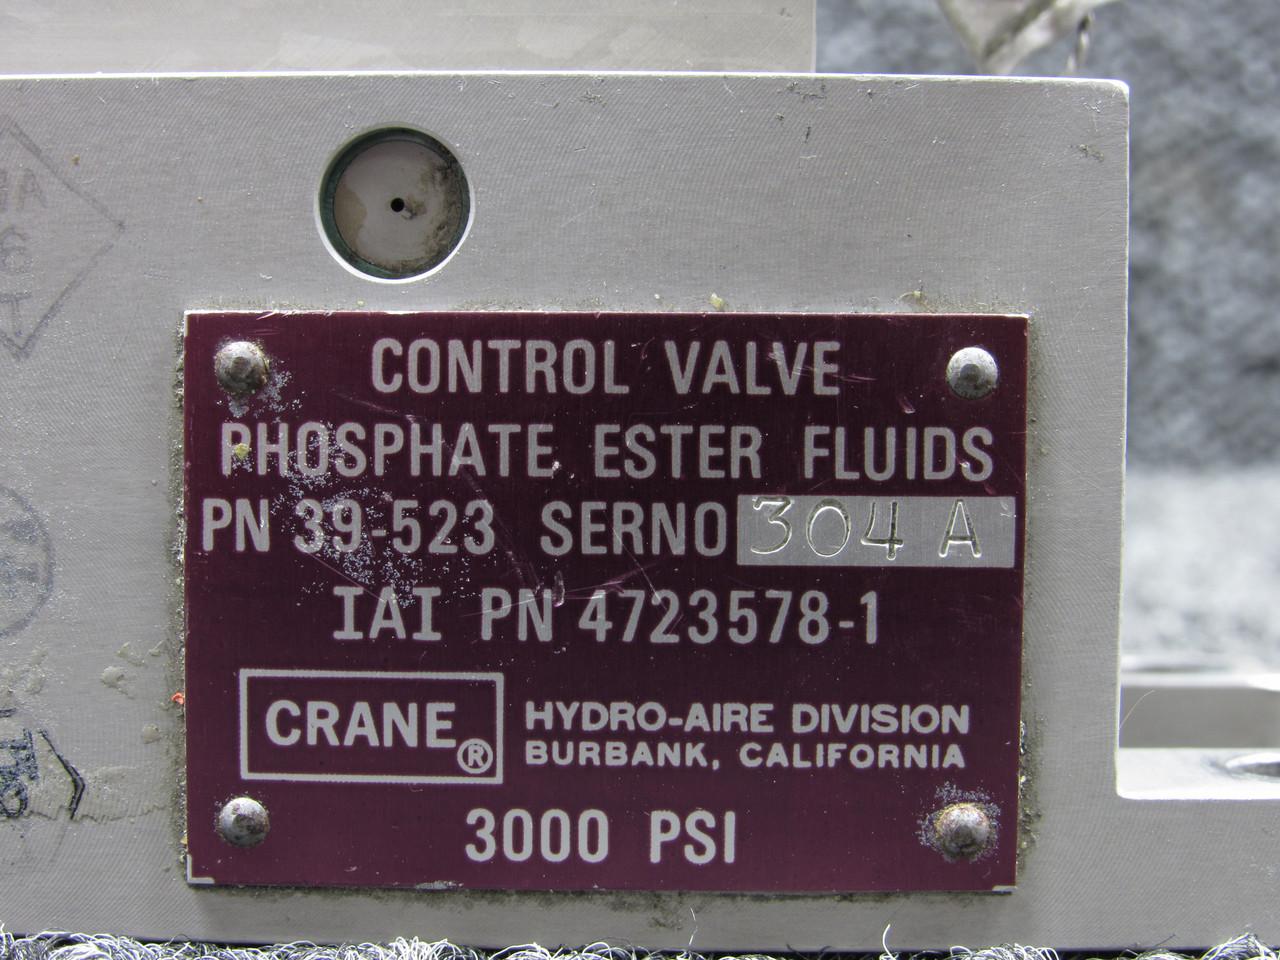 CONTROL VALVE
PHOSPHATE ESTER FLUIDS
PN 39-523 SERNO 304 A
IAI PN 4723578-1
CRANE® HYDRO-AIRE DIVISION
BURBANK, CALIFORNIA
3000 PSI